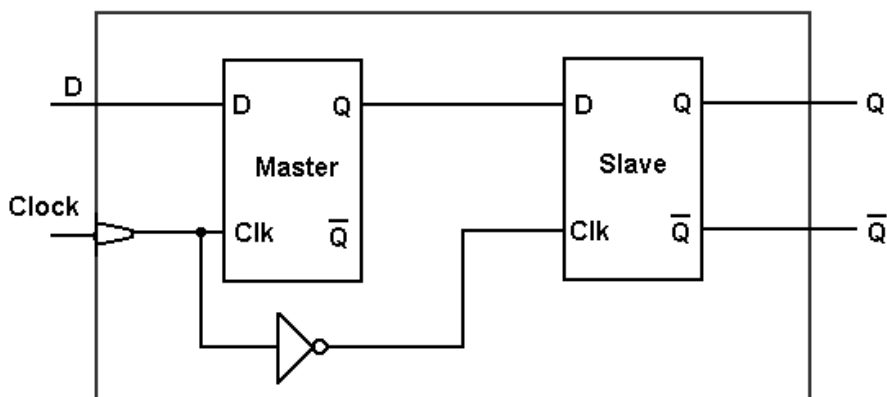 D
D Q
D Q
Q
Master
Slave
Clock
Clk Q̅
Clk Q̅
Q̅